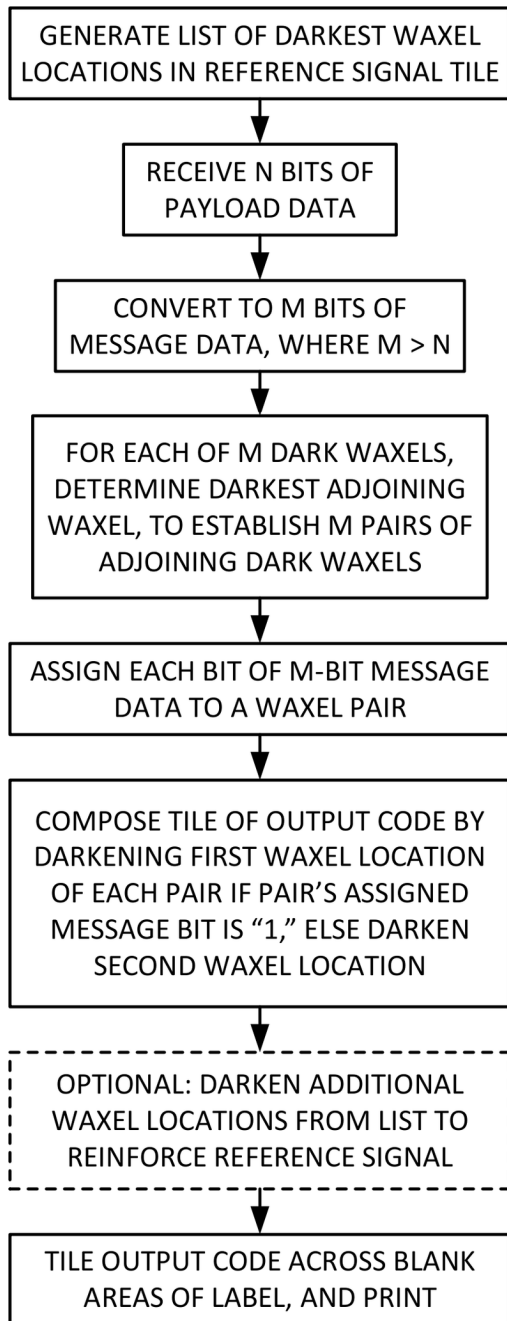 GENERATE LIST OF DARKEST WAXEL
LOCATIONS IN REFERENCE SIGNAL TILE
RECEIVE N BITS OF
PAYLOAD DATA
CONVERT TO M BITS OF
MESSAGE DATA, WHERE M > N
FOR EACH OF M DARK WAXELS,
DETERMINE DARKEST ADJOINING
WAXEL, TO ESTABLISH M PAIRS OF
ADJOINING DARK WAXELS
ASSIGN EACH BIT OF M-BIT MESSAGE
DATA TO A WAXEL PAIR
COMPOSE TILE OF OUTPUT CODE BY
DARKENING FIRST WAXEL LOCATION
OF EACH PAIR IF PAIR’S ASSIGNED
MESSAGE BIT IS “1,” ELSE DARKEN
SECOND WAXEL LOCATION
OPTIONAL: DARKEN ADDITIONAL
WAXEL LOCATIONS FROM LIST TO
REINFORCE REFERENCE SIGNAL
TILE OUTPUT CODE ACROSS BLANK
AREAS OF LABEL, AND PRINT